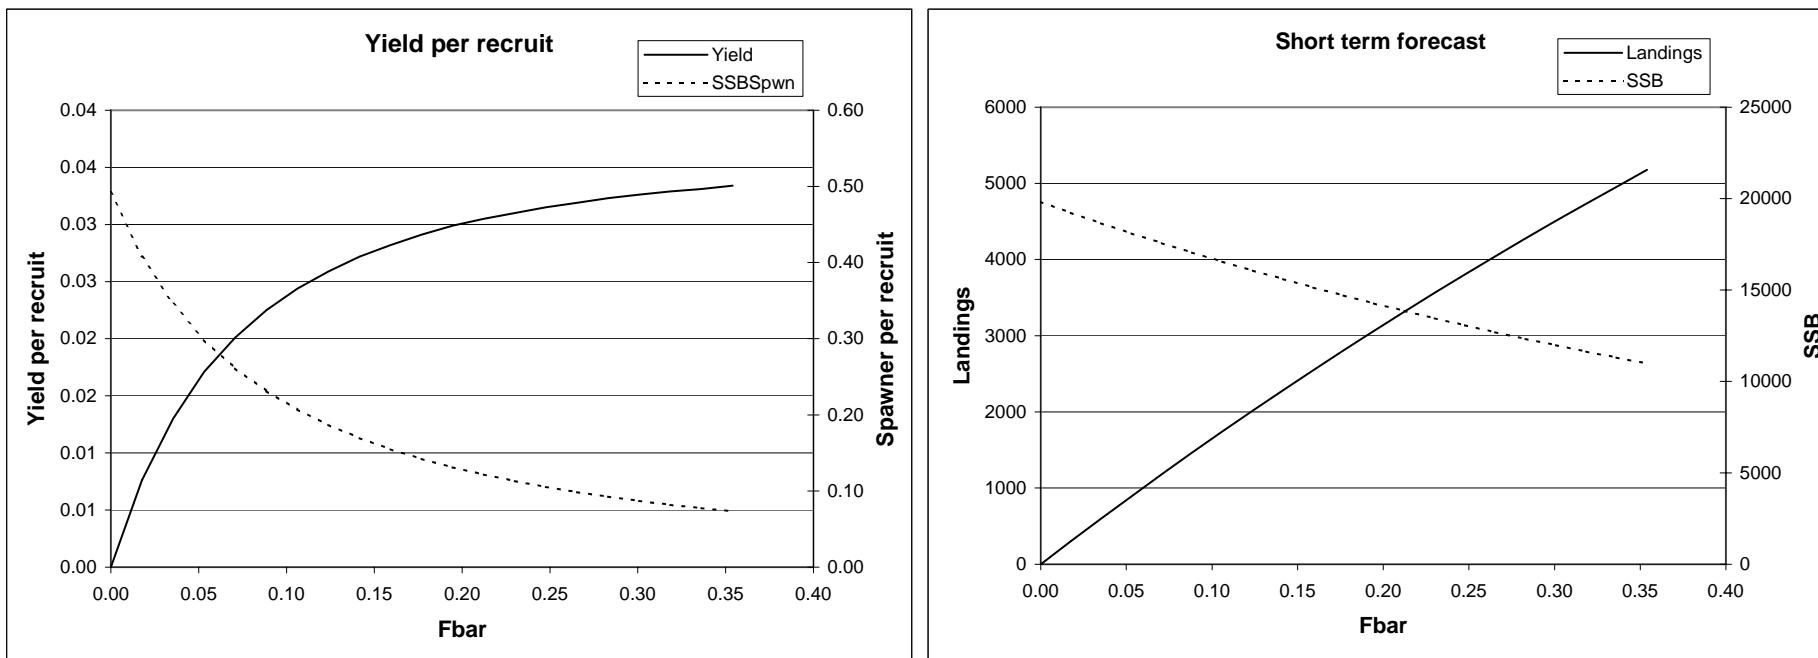 Yield per recruit
Yield
SSBSpwn
0.04
0.04
0.03
0.03
0.02
0.02
0.01
0.01
0.00
Yield per recruit
0.60
0.50
0.40
0.30
0.20
0.10
0.00
Spawner per recruit
0.00 0.05 0.10 0.15 0.20 0.25 0.30 0.35 0.40
Fbar
Short term forecast
Landings
SSB
6000
5000
4000
3000
2000
1000
0
Landings
25000
20000
15000
10000
5000
0
SSB
0.00 0.05 0.10 0.15 0.20 0.25 0.30 0.35 0.40
Fbar